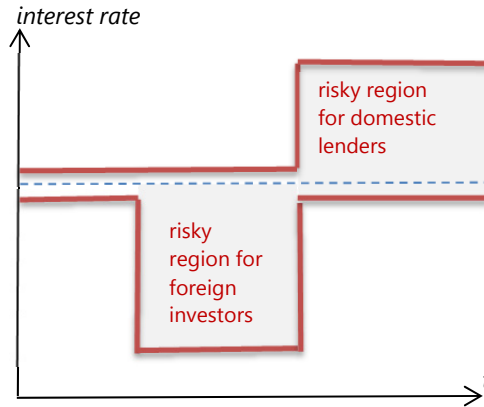 interest rate
risky region
for domestic
lenders
risky
region for
foreign
investors